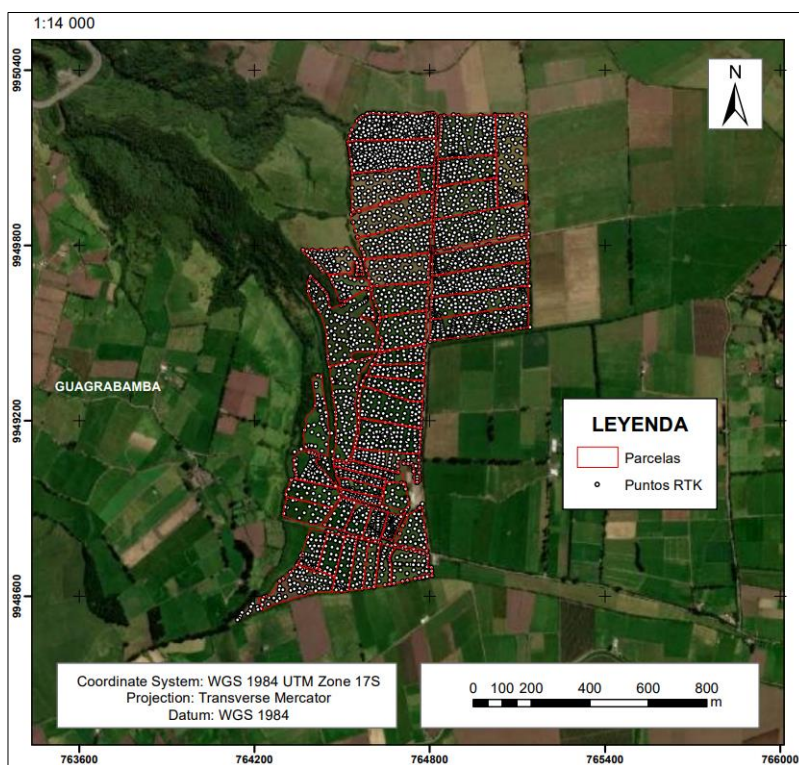 1:14 000
9950400
N
9949800
GUAGRABAMBA
9949200
LEYENDA
Parcelas
Puntos RTK
9948600
Coordinate System: WGS 1984 UTM Zone 17S
Projection: Transverse Mercator
Datum: WGS 1984
0 100 200 400 600 800
m
763600 764200 764800 765400 766000